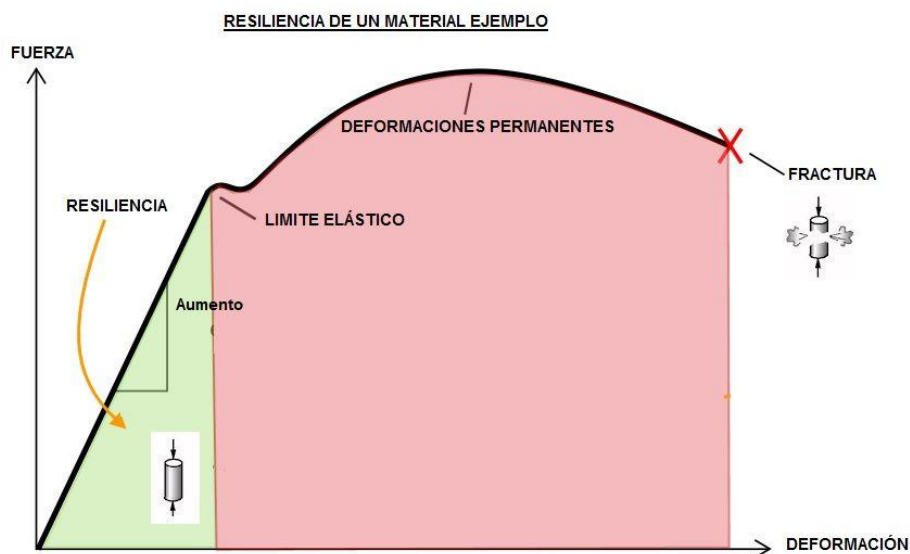 RESILIENCIA DE UN MATERIAL EJEMPLO
FUERZA
DEFORMACIONES PERMANENTES
FRACTURA
RESILIENCIA
LIMITE ELÁSTICO
Aumento
DEFORMACIÓN